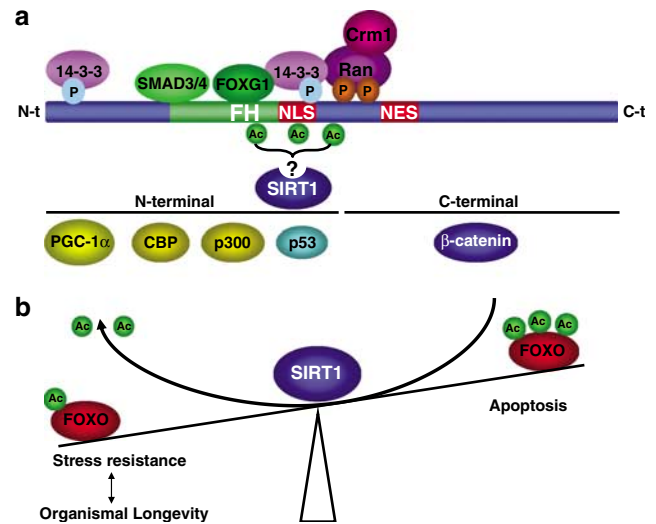 a
Crm1
14-3-3
SMAD3/4
FOXG1
14-3-3
Ran
P
P
P
P
N-t
FH
NLS
NES
C-t
Ac
Ac
Ac
?
SIRT1
N-terminal
C-terminal
PGC-1α
CBP
p300
p53
β-catenin
b
Ac
Ac
Ac
Ac
Ac
FOXO
SIRT1
Ac
FOXO
Apoptosis
Stress resistance
Organismal Longevity